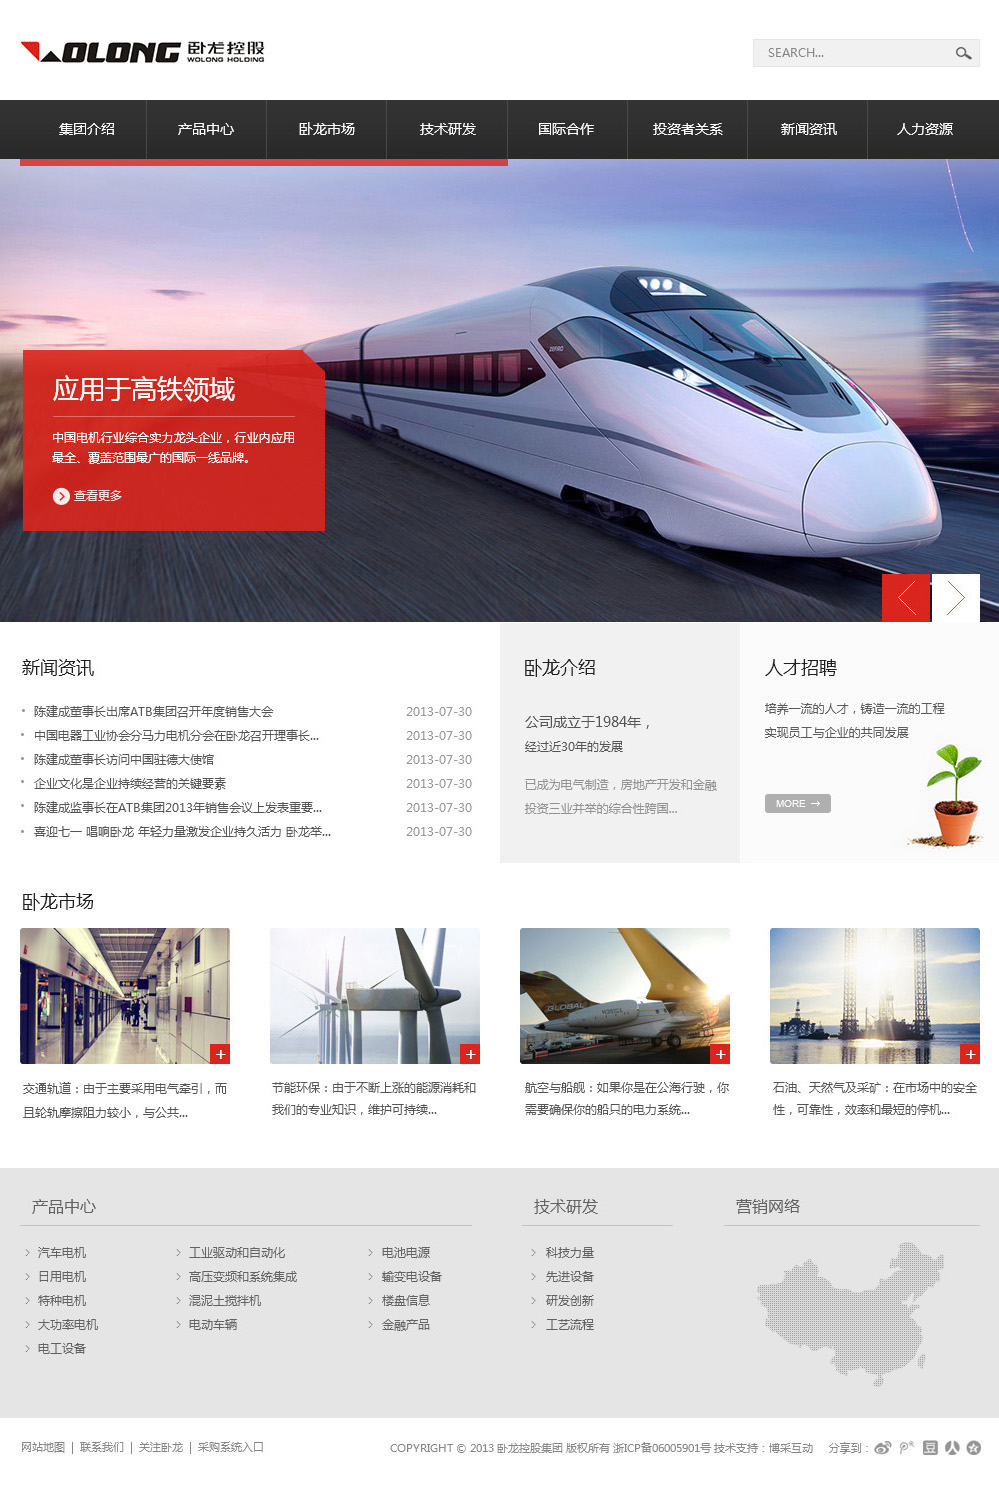 WOLONG 卧龙控股
WOLONG HOLDING
SEARCH...
集团介绍 产品中心 卧龙市场 技术研发 国际合作 投资者关系 新闻资讯 人力资源
应用于高铁领域
中国电机行业综合实力龙头企业，行业内应用
最全、覆盖范围最广的国际一线品牌。
查看更多
新闻资讯
陈建成董事长出席ATB集团召开年度销售大会 2013-07-30
中国电器工业协会分马力电机分会在卧龙召开理事长... 2013-07-30
陈建成董事长访问中国驻德大使馆 2013-07-30
企业文化是企业持续经营的关键要素 2013-07-30
陈建成监事长在ATB集团2013年销售会议上发表重要... 2013-07-30
喜迎七一 唱响卧龙 年轻力量激发企业持久活力 卧龙举... 2013-07-30
卧龙介绍
公司成立于1984年，
经过近30年的发展
已成为电气制造，房地产开发和金融
投资三业并举的综合性跨国...
人才招聘
培养一流的人才，铸造一流的工程
实现员工与企业的共同发展
MORE →
卧龙市场
GLOBAL
交通轨道：由于主要采用电气牵引，而
且轮轨摩擦阻力较小，与公共...
节能环保：由于不断上涨的能源消耗和
我们的专业知识，维护可持续...
航空与船舰：如果你是在公海行驶，你
需要确保你的船只的电力系统...
石油、天然气及采矿：在市场中的安全
性，可靠性，效率和最短的停机...
产品中心
汽车电机 工业驱动和自动化 电池电源
日用电机 高压变频和系统集成 输变电设备
特种电机 混泥土搅拌机 楼盘信息
大功率电机 电动车辆 金融产品
电工设备
技术研发
科技力量
先进设备
研发创新
工艺流程
营销网络
网站地图 | 联系我们 | 关注卧龙 | 采购系统入口
COPYRIGHT © 2013 卧龙控股集团 版权所有 浙ICP备06005901号 技术支持：博采互动 分享到：